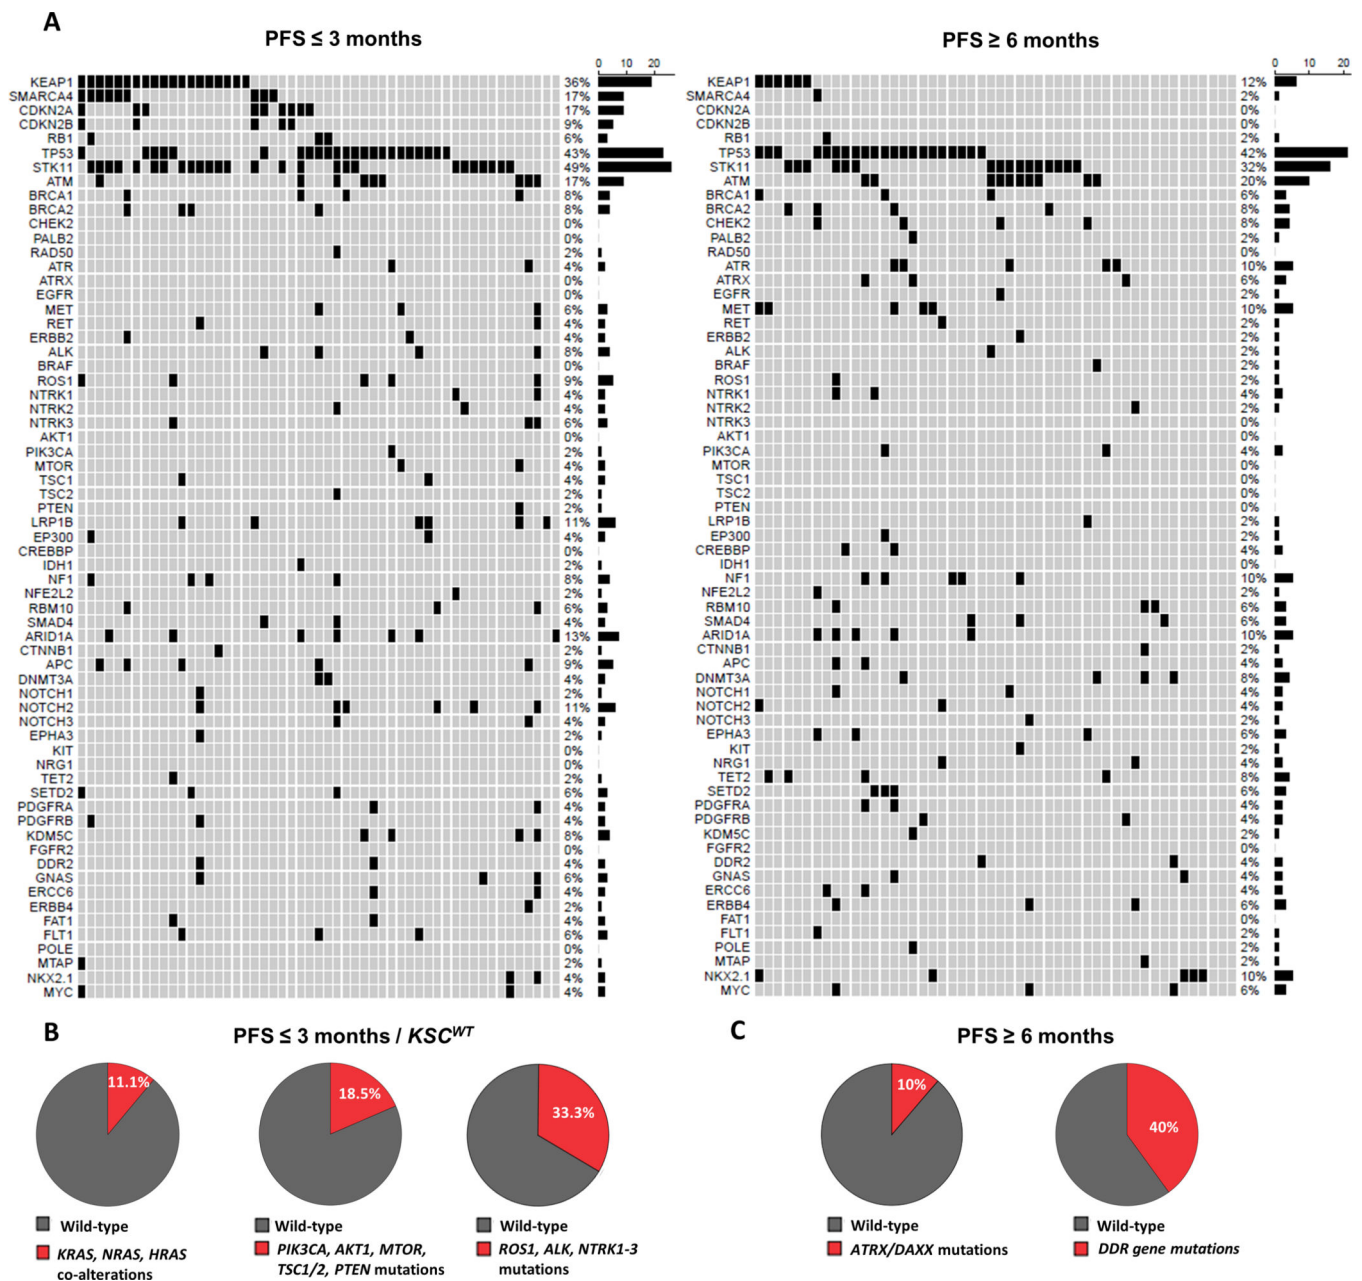 A
PFS ≤ 3 months
0 10 20
KEAP1 36%
SMARCA4 17%
CDKN2A 17%
CDKN2B 9%
RB1 6%
TP53 43%
STK11 49%
ATM 17%
BRCA1 8%
BRCA2 8%
CHEK2 0%
PALB2 0%
RAD50 2%
ATR 4%
ATRX 0%
EGFR 0%
MET 6%
RET 4%
ERBB2 4%
ALK 8%
BRAF 0%
ROS1 9%
NTRK1 4%
NTRK2 4%
NTRK3 6%
AKT1 0%
PIK3CA 2%
MTOR 4%
TSC1 4%
TSC2 2%
PTEN 2%
LRP1B 11%
EP300 4%
CREBBP 0%
IDH1 2%
NF1 8%
NFE2L2 2%
RBM10 6%
SMAD4 4%
ARID1A 13%
CTNNB1 2%
APC 9%
DNMT3A 4%
NOTCH1 2%
NOTCH2 11%
NOTCH3 4%
EPHA3 2%
KIT 0%
NRG1 0%
TET2 2%
SETD2 6%
PDGFRA 4%
PDGFRB 4%
KDM5C 8%
FGFR2 0%
DDR2 4%
GNAS 6%
ERCC6 4%
ERBB4 2%
FAT1 4%
FLT1 6%
POLE 0%
MTAP 2%
NKX2.1 4%
MYC 4%
PFS ≥ 6 months
0 10 20
KEAP1 12%
SMARCA4 2%
CDKN2A 0%
CDKN2B 0%
RB1 2%
TP53 42%
STK11 32%
ATM 20%
BRCA1 6%
BRCA2 8%
CHEK2 8%
PALB2 2%
RAD50 0%
ATR 10%
ATRX 6%
EGFR 2%
MET 10%
RET 2%
ERBB2 2%
ALK 2%
BRAF 2%
ROS1 2%
NTRK1 4%
NTRK2 2%
NTRK3 0%
AKT1 0%
PIK3CA 4%
MTOR 0%
TSC1 0%
TSC2 0%
PTEN 0%
LRP1B 2%
EP300 2%
CREBBP 4%
IDH1 0%
NF1 10%
NFE2L2 2%
RBM10 6%
SMAD4 6%
ARID1A 10%
CTNNB1 2%
APC 4%
DNMT3A 8%
NOTCH1 4%
NOTCH2 4%
NOTCH3 2%
EPHA3 6%
KIT 2%
NRG1 4%
TET2 8%
SETD2 6%
PDGFRA 4%
PDGFRB 4%
KDM5C 2%
FGFR2 0%
DDR2 4%
GNAS 4%
ERCC6 4%
ERBB4 6%
FAT1 0%
FLT1 2%
POLE 2%
MTAP 2%
NKX2.1 10%
MYC 6%
B
PFS ≤ 3 months / KSC^WT
11.1%
Wild-type
KRAS, NRAS, HRAS
co-alterations
18.5%
Wild-type
PIK3CA, AKT1, MTOR,
TSC1/2, PTEN mutations
33.3%
Wild-type
ROS1, ALK, NTRK1-3
mutations
C
PFS ≥ 6 months
10%
Wild-type
ATRX/DAXX mutations
40%
Wild-type
DDR gene mutations